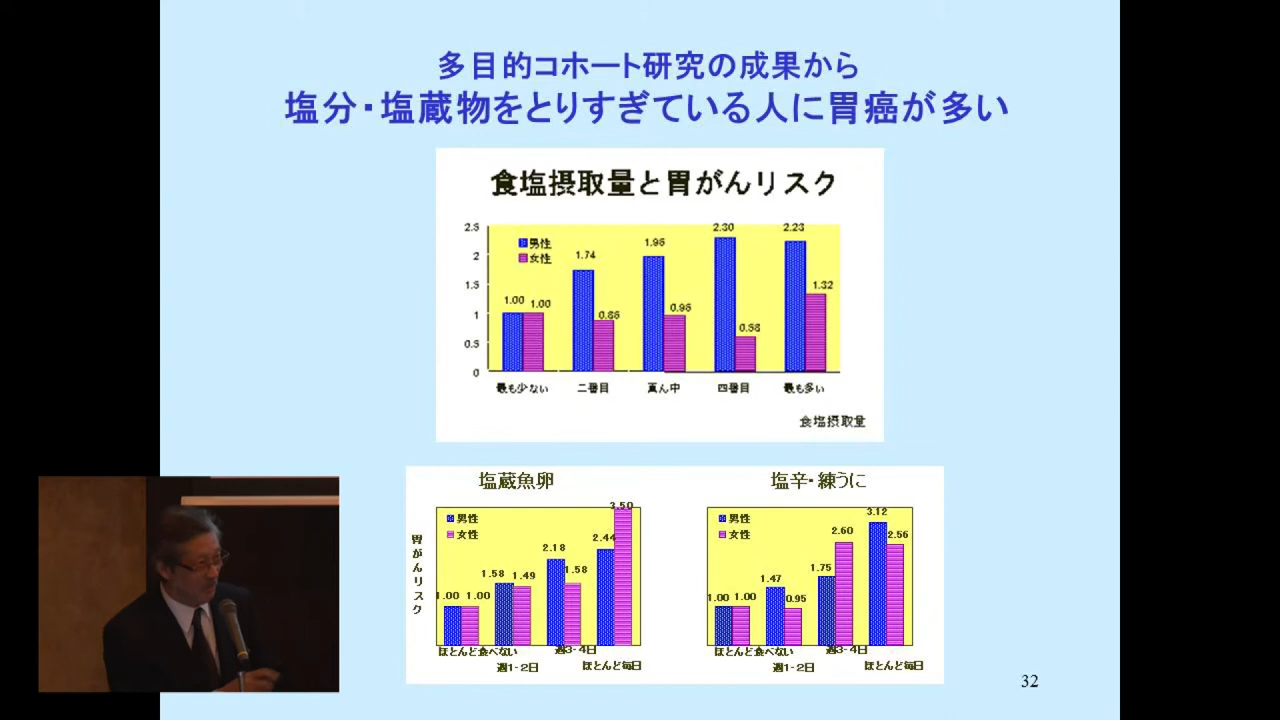 多目的コホート研究の成果から
塩分・塩蔵物をとりすぎている人に胃癌が多い
食塩摂取量と胃がんリスク
2.5
2
1.5
1
0.5
0
男性
女性
1.00
1.00
1.74
0.86
1.96
0.96
2.30
0.58
2.23
1.32
最も少ない
二番目
真ん中
四番目
最も多い
食塩摂取量
塩蔵魚卵
胃がんリスク
男性
女性
1.00
1.00
1.58
1.49
2.18
1.58
2.44
3.50
ほとんど食べない
週1-2日
週3-4日
ほとんど毎日
塩辛・練うに
男性
女性
1.00
1.00
1.47
0.95
1.75
2.60
3.12
2.56
ほとんど食べない
週1-2日
週3-4日
ほとんど毎日
32